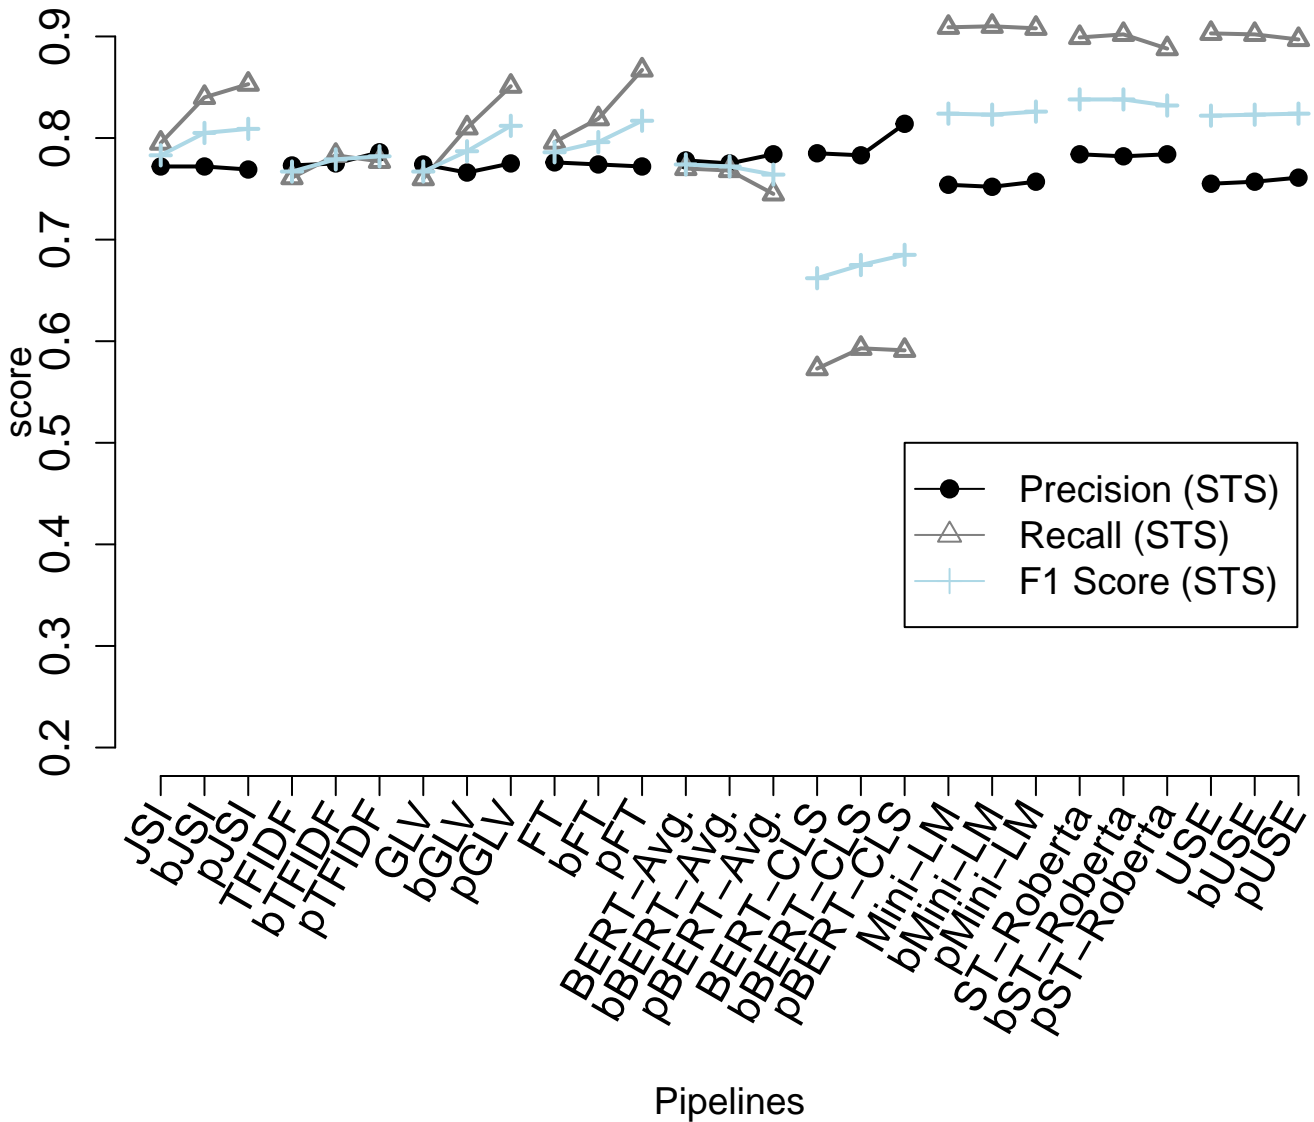 0.9
0.8
0.7
0.6
0.5
0.4
0.3
0.2
score
Precision (STS)
Recall (STS)
F1 Score (STS)
JSI
bJSI
pJSI
TFIDF
bTFIDF
pTFIDF
GLV
bGLV
pGLV
FT
bFT
pFT
BERT−Avg.
bBERT−Avg.
pBERT−Avg.
BERT−CLS
bBERT−CLS
pBERT−CLS
Mini−LM
bMini−LM
pMini−LM
ST−Roberta
bST−Roberta
pST−Roberta
USE
bUSE
pUSE
Pipelines